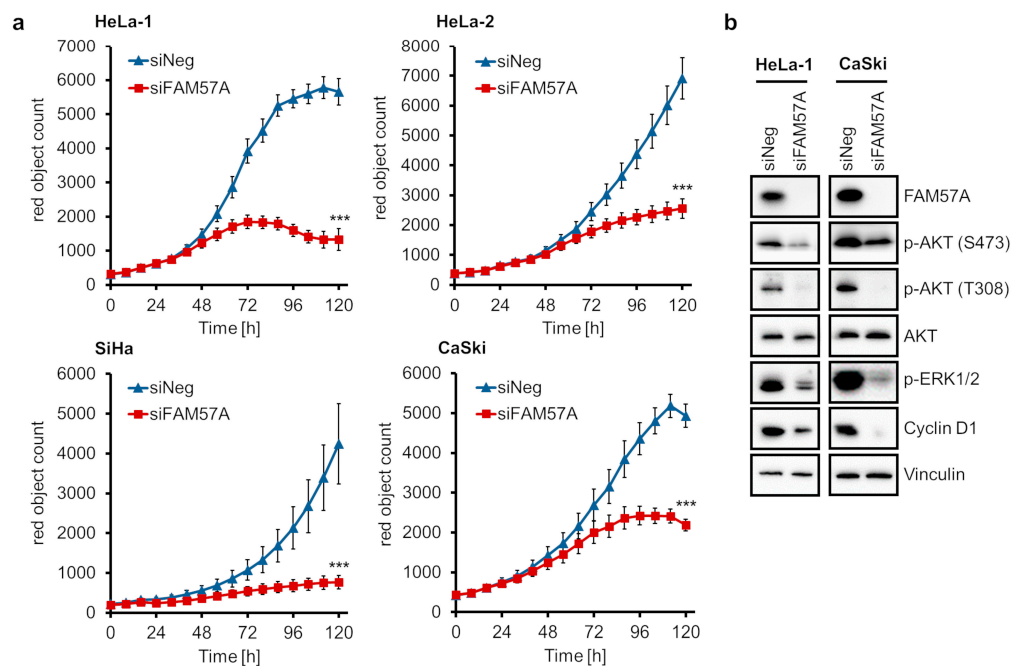 a
HeLa-1
7000
6000
5000
4000
3000
2000
1000
0
red object count
siNeg
siFAM57A
***
0 24 48 72 96 120
Time [h]
HeLa-2
8000
7000
6000
5000
4000
3000
2000
1000
0
red object count
siNeg
siFAM57A
***
0 24 48 72 96 120
Time [h]
SiHa
6000
5000
4000
3000
2000
1000
0
red object count
siNeg
siFAM57A
***
0 24 48 72 96 120
Time [h]
CaSki
6000
5000
4000
3000
2000
1000
0
red object count
siNeg
siFAM57A
***
0 24 48 72 96 120
Time [h]
b
HeLa-1 CaSki
siNeg siFAM57A siNeg siFAM57A
FAM57A
p-AKT (S473)
p-AKT (T308)
AKT
p-ERK1/2
Cyclin D1
Vinculin